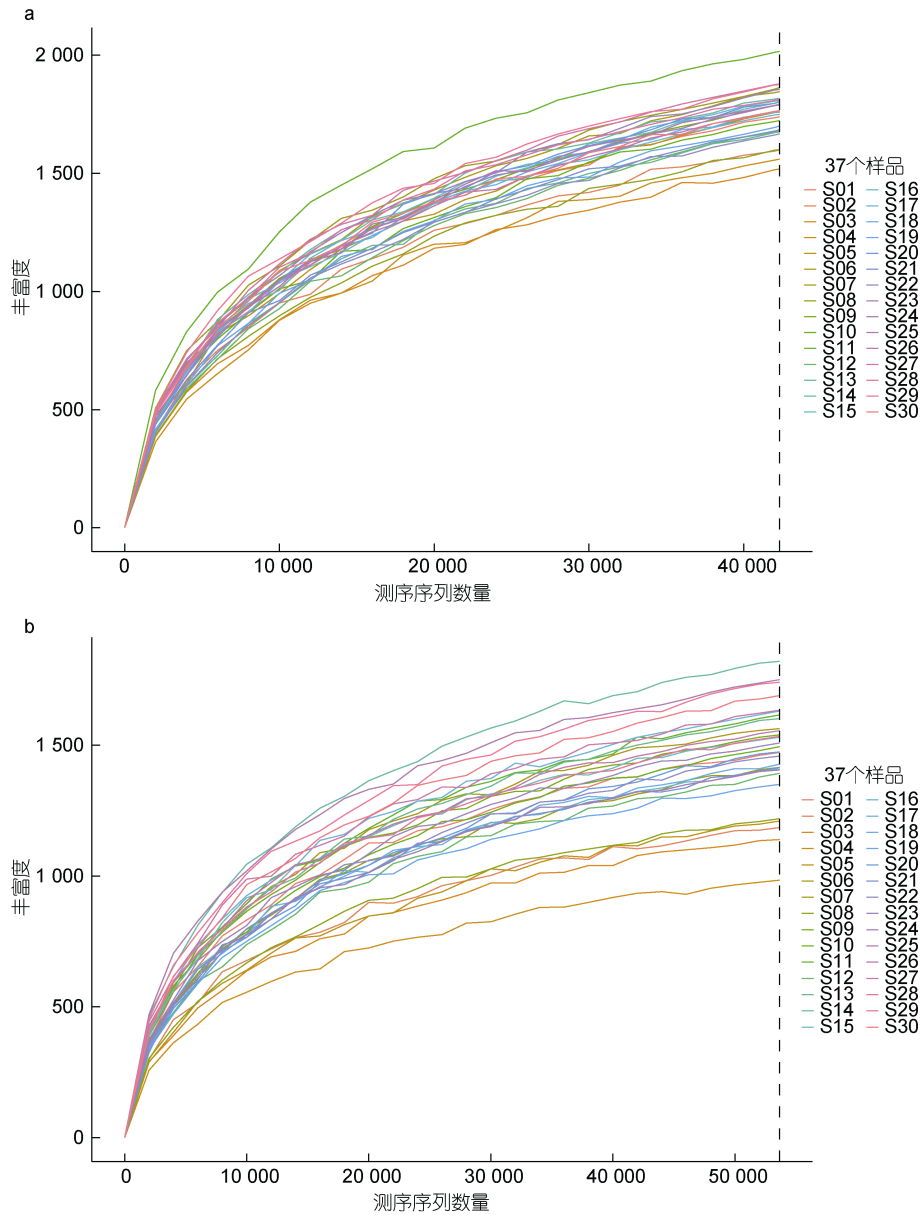 a
2 000
1 500
1 000
500
0
丰富度
0 10 000 20 000 30 000 40 000
测序序列数量
37个样品
S01 S16
S02 S17
S03 S18
S04 S19
S05 S20
S06 S21
S07 S22
S08 S23
S09 S24
S10 S25
S11 S26
S12 S27
S13 S28
S14 S29
S15 S30
b
1 500
1 000
500
0
丰富度
0 10 000 20 000 30 000 40 000 50 000
测序序列数量
37个样品
S01 S16
S02 S17
S03 S18
S04 S19
S05 S20
S06 S21
S07 S22
S08 S23
S09 S24
S10 S25
S11 S26
S12 S27
S13 S28
S14 S29
S15 S30